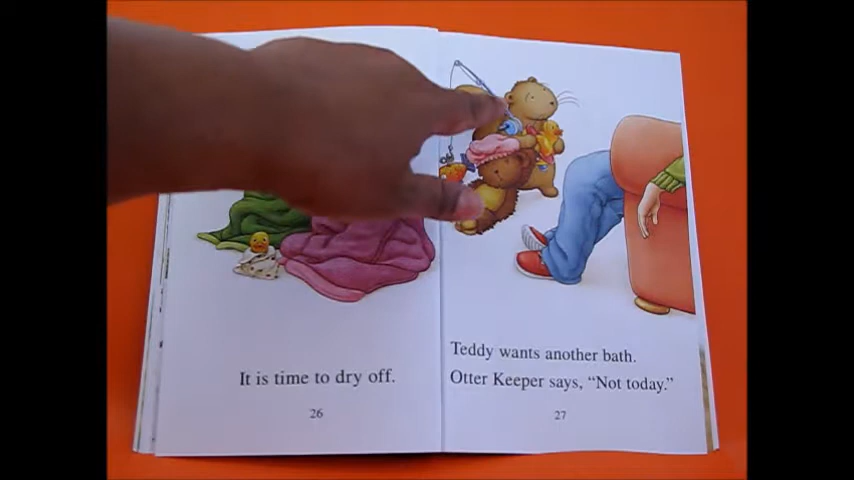 It is time to dry off.
26
Teddy wants another bath.
Otter Keeper says, “Not today.”
27